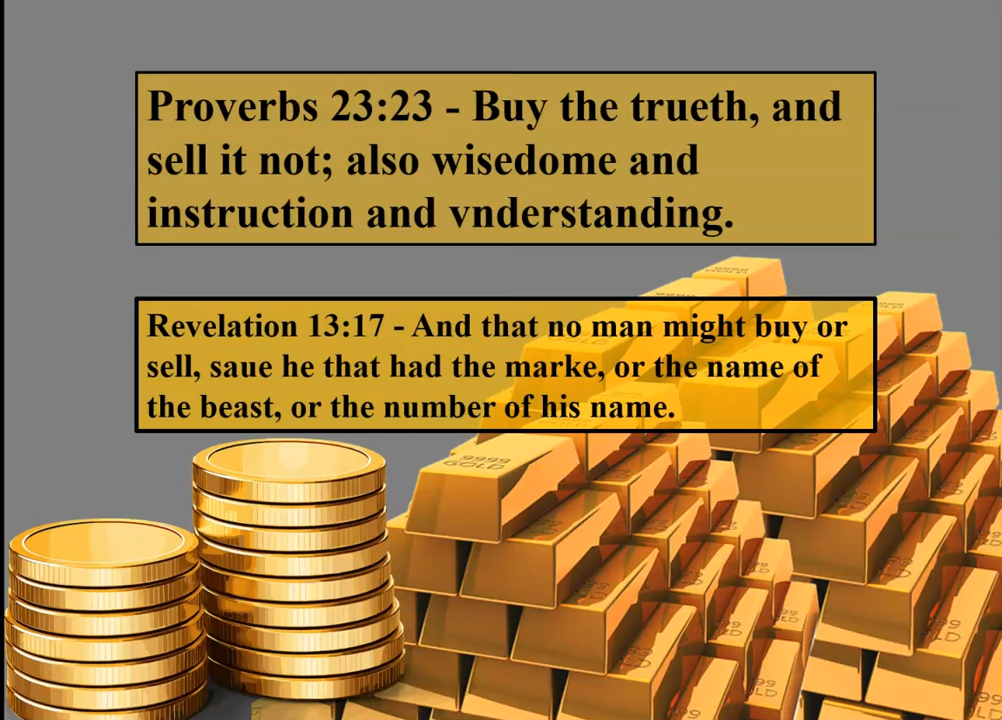 Proverbs 23:23 - Buy the trueth, and
sell it not; also wisedome and
instruction and vnderstanding.
Revelation 13:17 - And that no man might buy or
sell, saue he that had the marke, or the name of
the beast, or the number of his name.
9999
GOLD